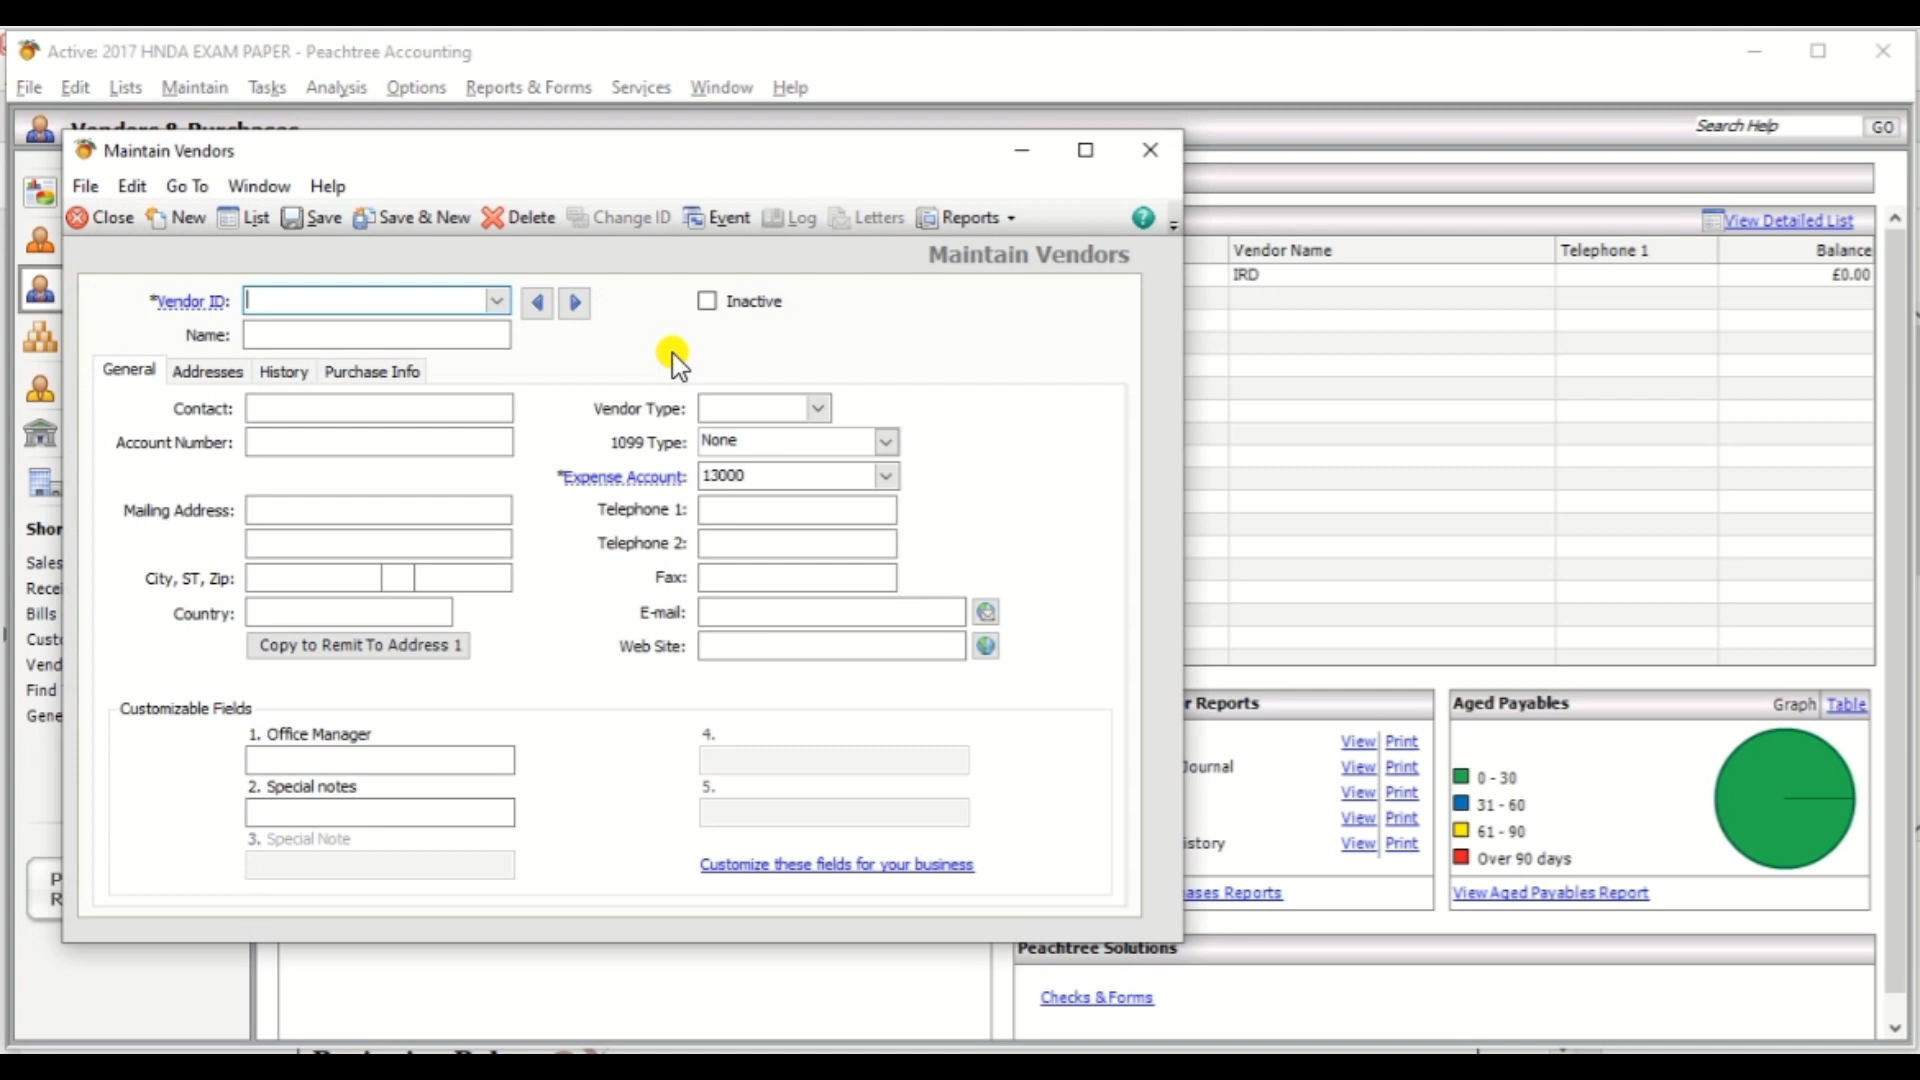 Active: 2017 HNDA EXAM PAPER - Peachtree Accounting
File Edit Lists Maintain Tasks Analysis Options Reports & Forms Services Window Help
Vendors & Purchases
Search Help GO
Maintain Vendors
File Edit Go To Window Help
Close New List Save Save & New Delete Change ID Event Log Letters Reports
View Detailed List
Maintain Vendors
Vendor Name Telephone 1 Balance
IRD £0.00
*Vendor ID: Inactive
Name:
General Addresses History Purchase Info
Contact: Vendor Type:
Account Number: 1099 Type: None
*Expense Account: 13000
Mailing Address: Telephone 1:
Telephone 2:
City, ST, Zip: Fax:
Country: E-mail:
Copy to Remit To Address 1 Web Site:
Shor
Sales
Rece
Bills
Cust
Vend
Find
Gene
Customizable Fields
1. Office Manager 4.
2. Special notes 5.
3. Special Note
Customize these fields for your business
P
R
r Reports
View Print
Journal View Print
View Print
View Print
istory View Print
ases Reports
Aged Payables Graph Table
0 - 30
31 - 60
61 - 90
Over 90 days
View Aged Payables Report
Peachtree Solutions
Checks & Forms